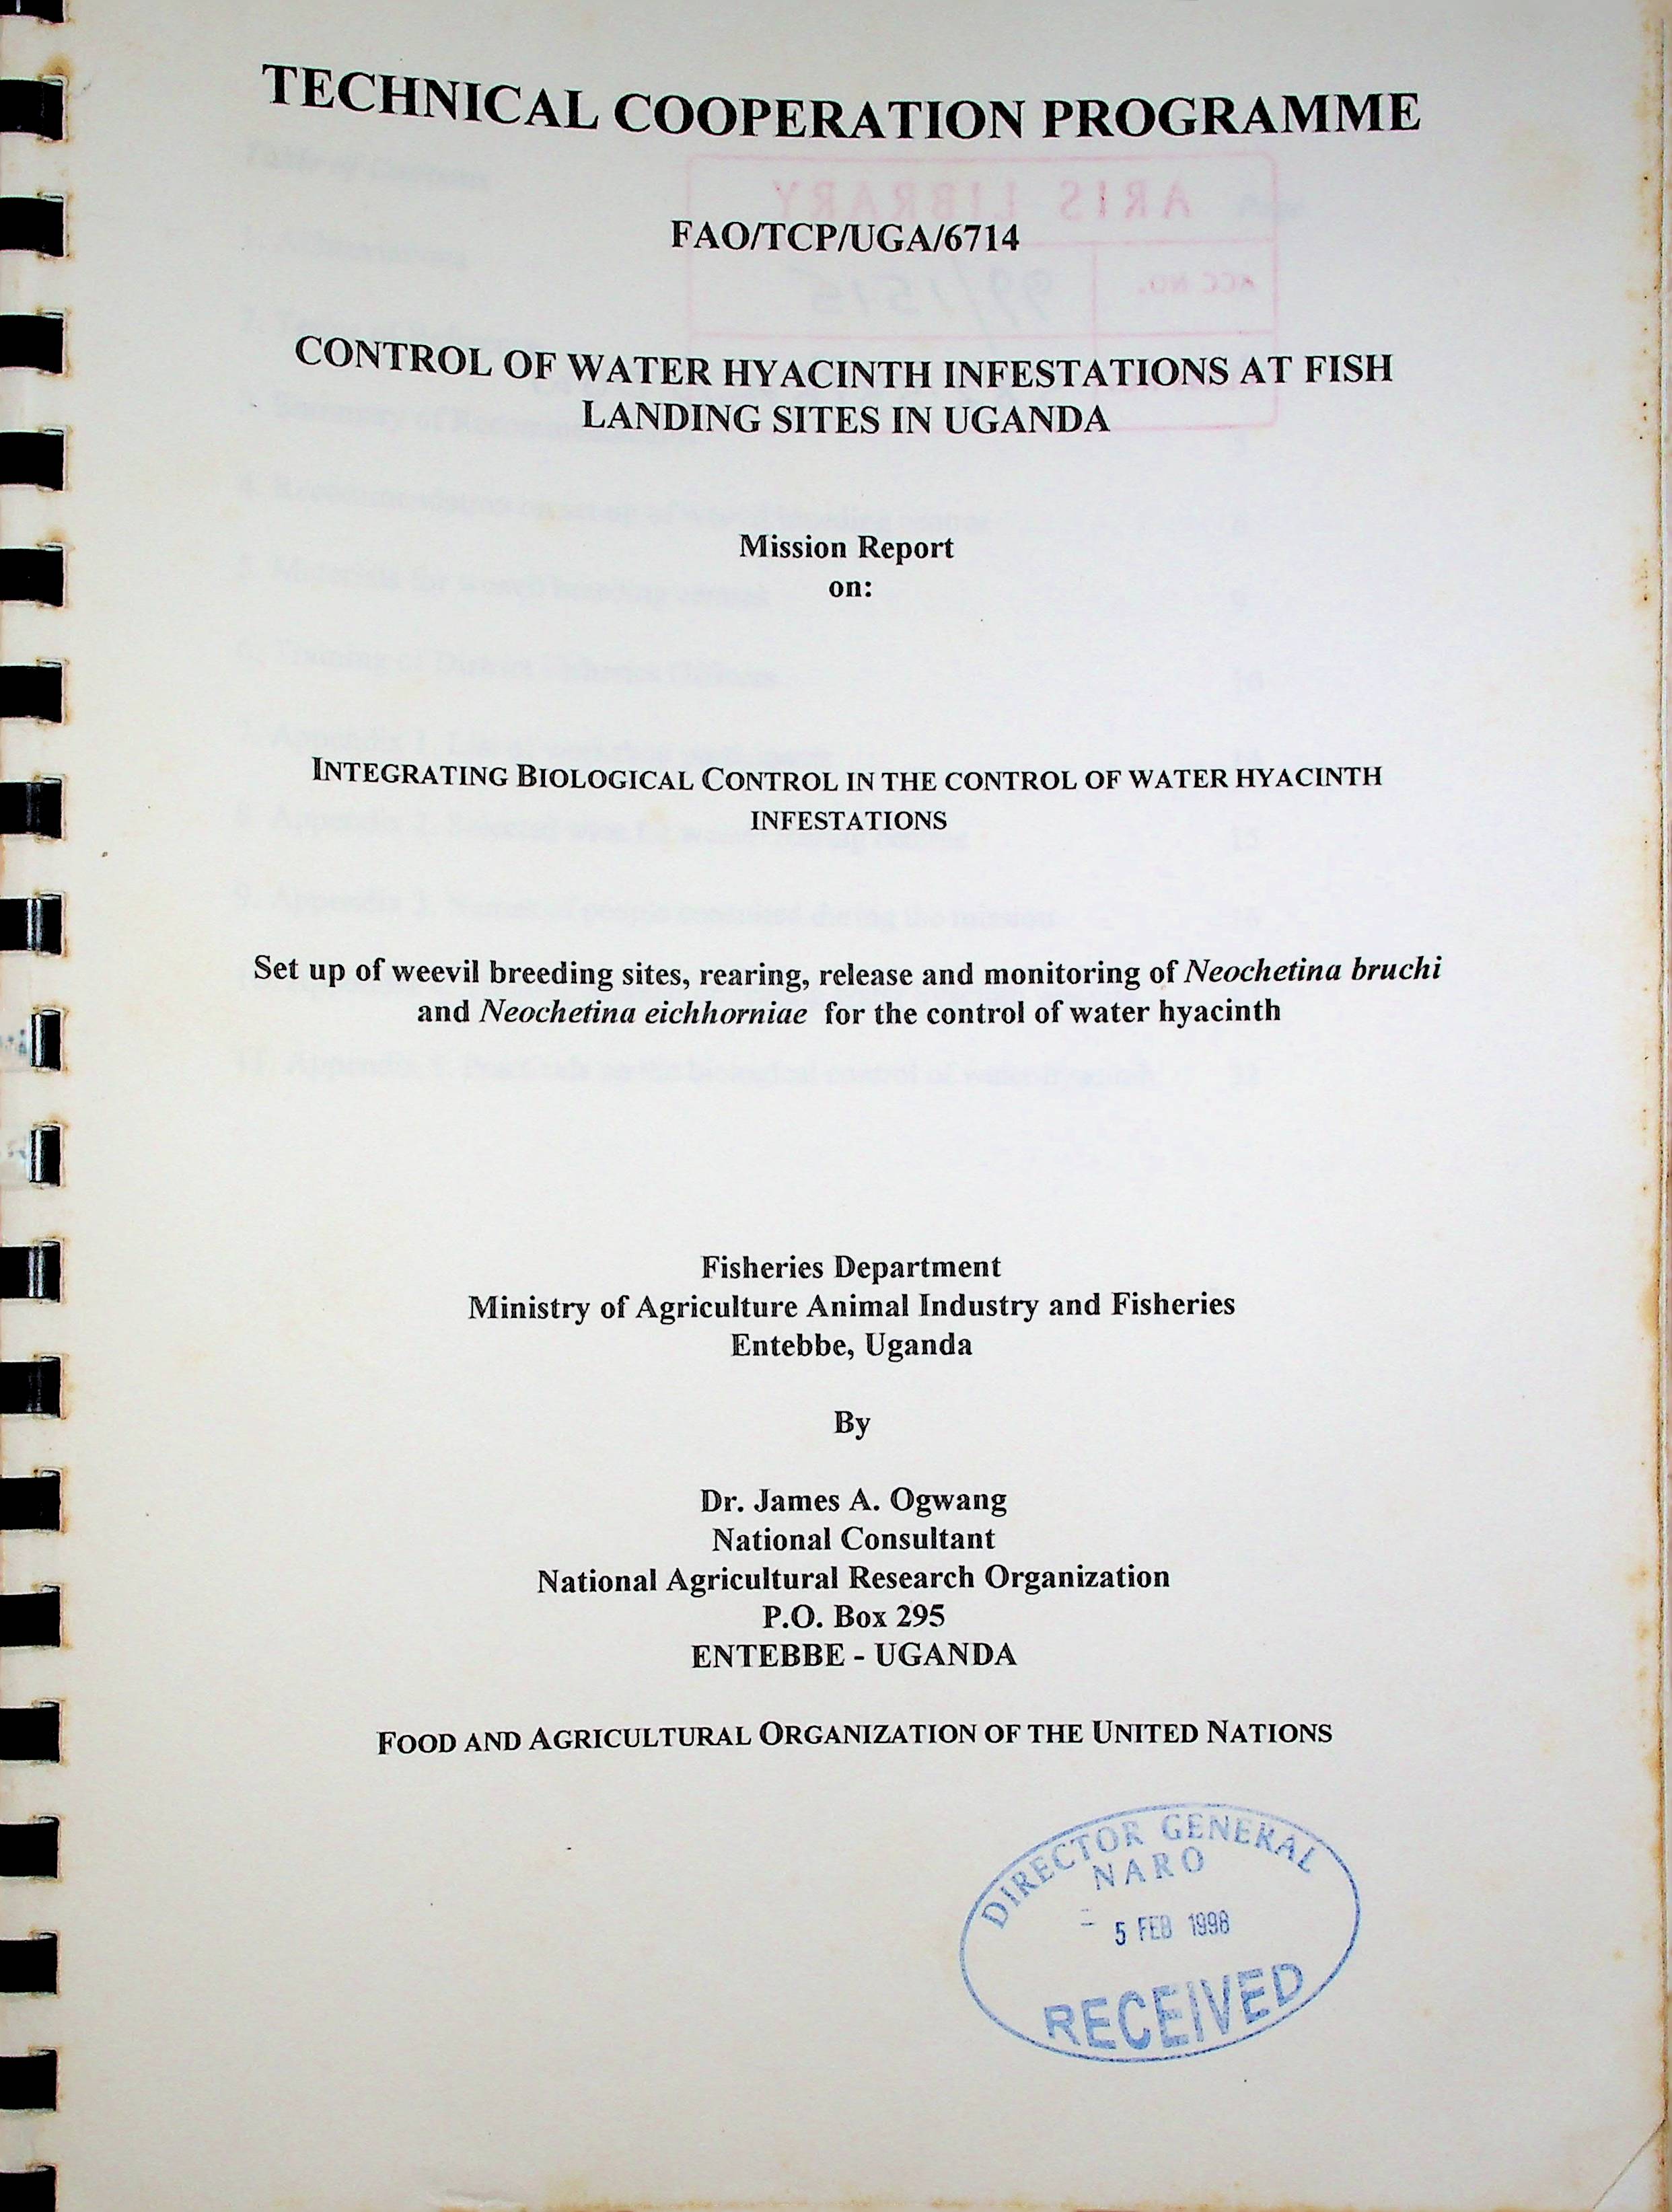 TECHNICAL COOPERATION PROGRAMME
FAO/TCP/UGA/6714
CONTROL OF WATER HYACINTH INFESTATIONS AT FISH
LANDING SITES IN UGANDA
Mission Report
on:
INTEGRATING BIOLOGICAL CONTROL IN THE CONTROL OF WATER HYACINTH
INFESTATIONS
Set up of weevil breeding sites, rearing, release and monitoring of Neochetina bruchi
and Neochetina eichhorniae for the control of water hyacinth
Fisheries Department
Ministry of Agriculture Animal Industry and Fisheries
Entebbe, Uganda
By
Dr. James A. Ogwang
National Consultant
National Agricultural Research Organization
P.O. Box 295
ENTEBBE - UGANDA
FOOD AND AGRICULTURAL ORGANIZATION OF THE UNITED NATIONS
DIRECTOR GENERAL
NARO
- 5 FEB 1998
RECEIVED